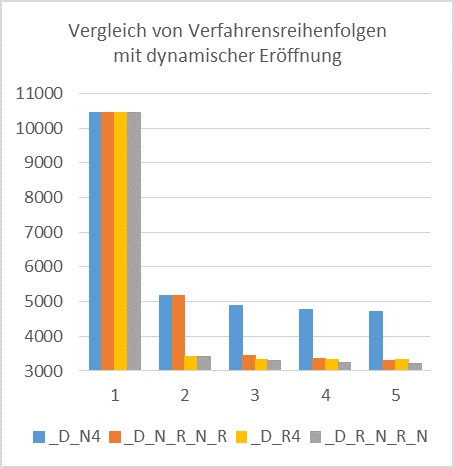 Vergleich von Verfahrensreihenfolgen
mit dynamischer Eröffnung
11000
10000
9000
8000
7000
6000
5000
4000
3000
1 2 3 4 5
_D_N4 _D_N_R_N_R _D_R4 _D_R_N_R_N